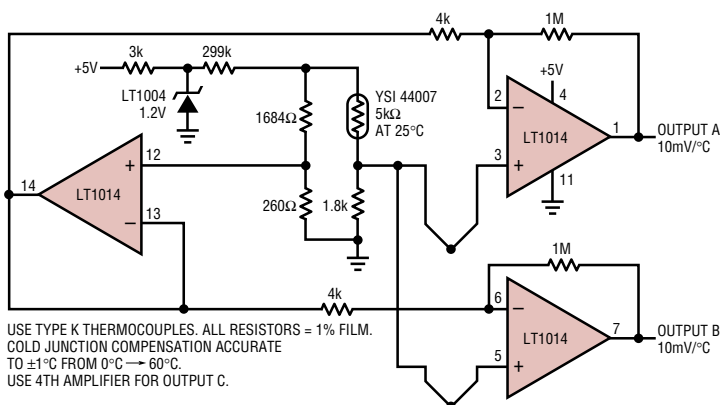 4k
1M
3k
299k
+5V
LT1004
1.2V
1684Ω
YSI 44007
5kΩ
AT 25°C
+5V
4
2
–
LT1014
1
OUTPUT A
10mV/°C
3
+
11
14
LT1014
+
12
–
13
260Ω
1.8k
1M
4k
6
–
LT1014
7
OUTPUT B
10mV/°C
5
+
USE TYPE K THERMOCOUPLES. ALL RESISTORS = 1% FILM.
COLD JUNCTION COMPENSATION ACCURATE
TO ±1°C FROM 0°C → 60°C.
USE 4TH AMPLIFIER FOR OUTPUT C.